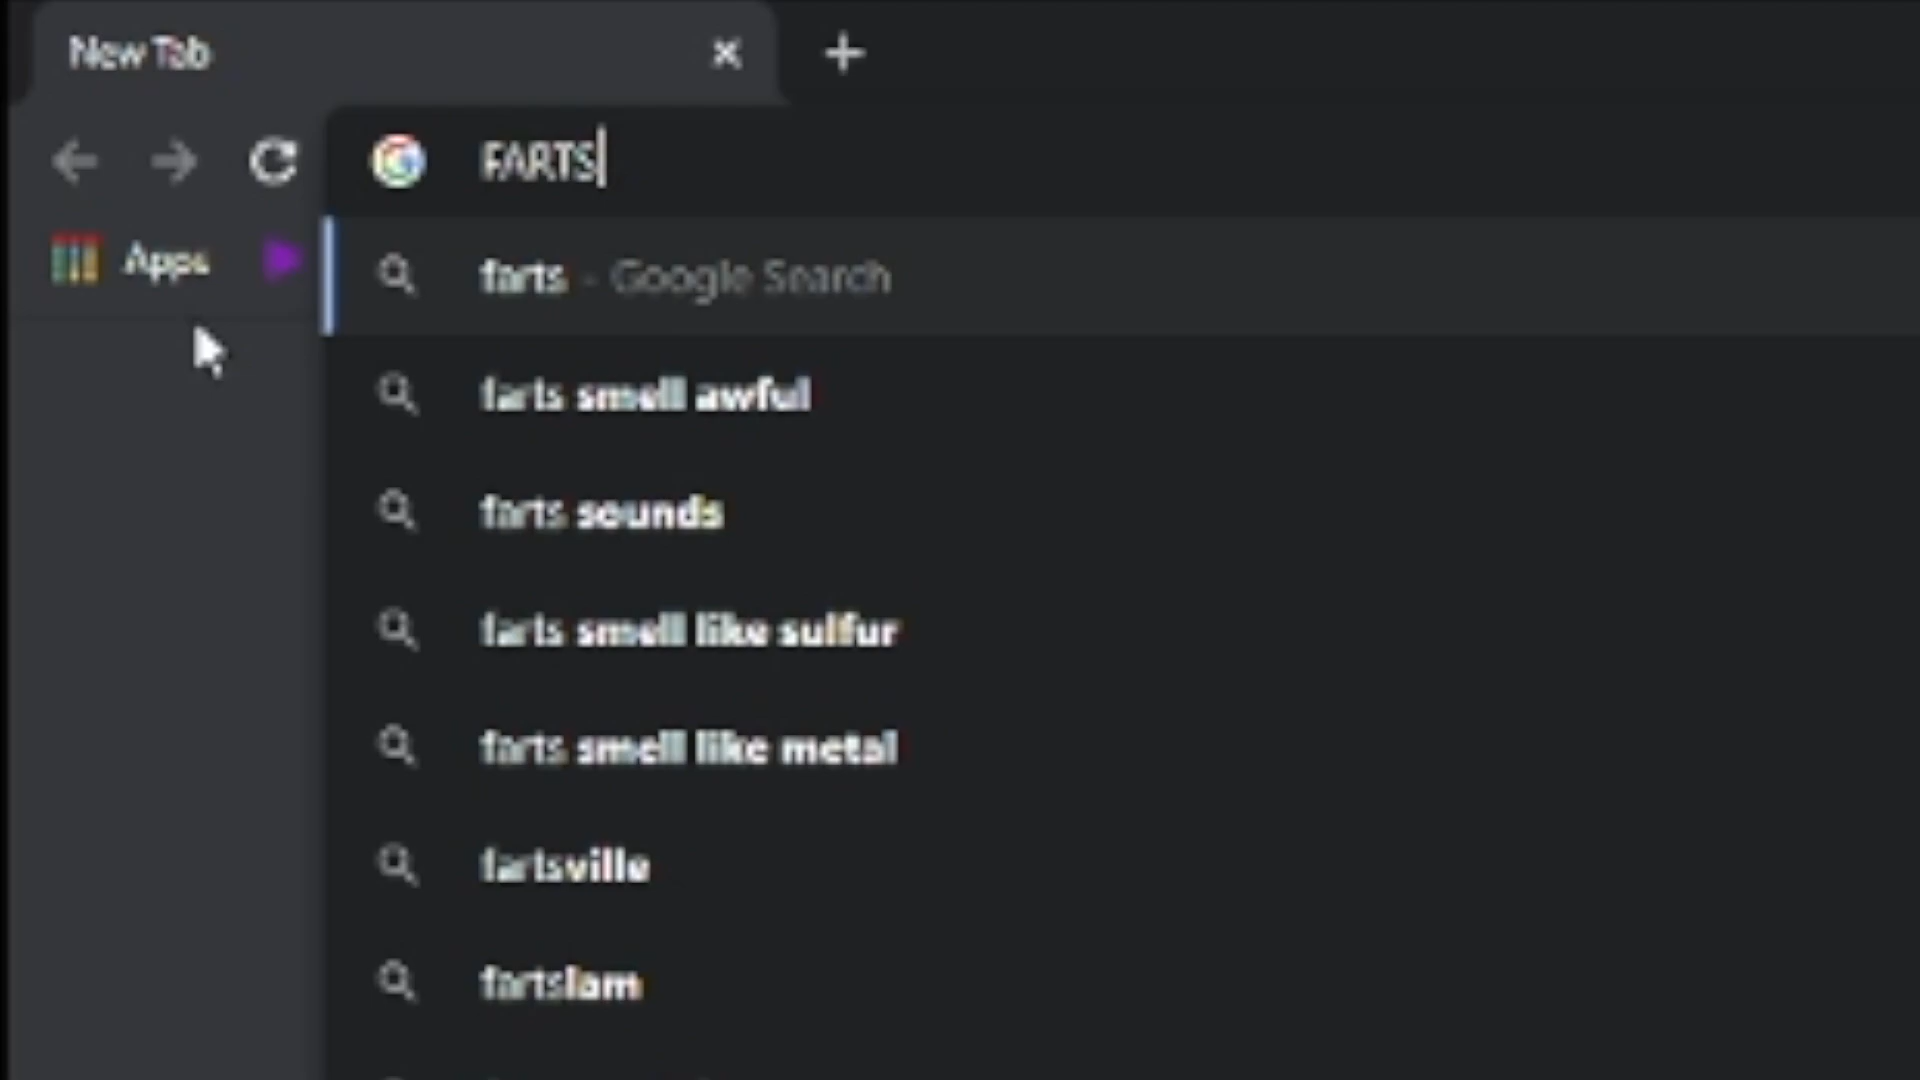 New Tab
FARTS
Apps
farts - Google Search
farts smell awful
farts sounds
farts smell like sulfur
farts smell like metal
fartsville
fartslam